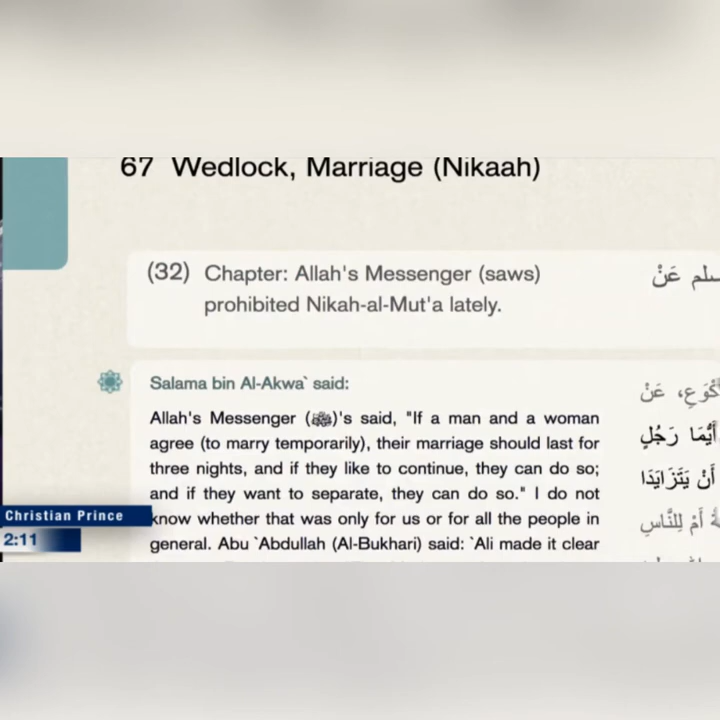 67 Wedlock, Marriage (Nikaah)
(32) Chapter: Allah's Messenger (saws)
prohibited Nikah-al-Mut'a lately.
سلم عَنْ
Salama bin Al-Akwa` said:
Allah's Messenger (ﷺ)'s said, "If a man and a woman
agree (to marry temporarily), their marriage should last for
three nights, and if they like to continue, they can do so;
and if they want to separate, they can do so." I do not
know whether that was only for us or for all the people in
general. Abu `Abdullah (Al-Bukhari) said: `Ali made it clear
عَنْ
أَيُّمَا رَجُلٍ
أَنْ يَتَزَايَدَا
أَمْ لِلنَّاسِ
Christian Prince
2:11